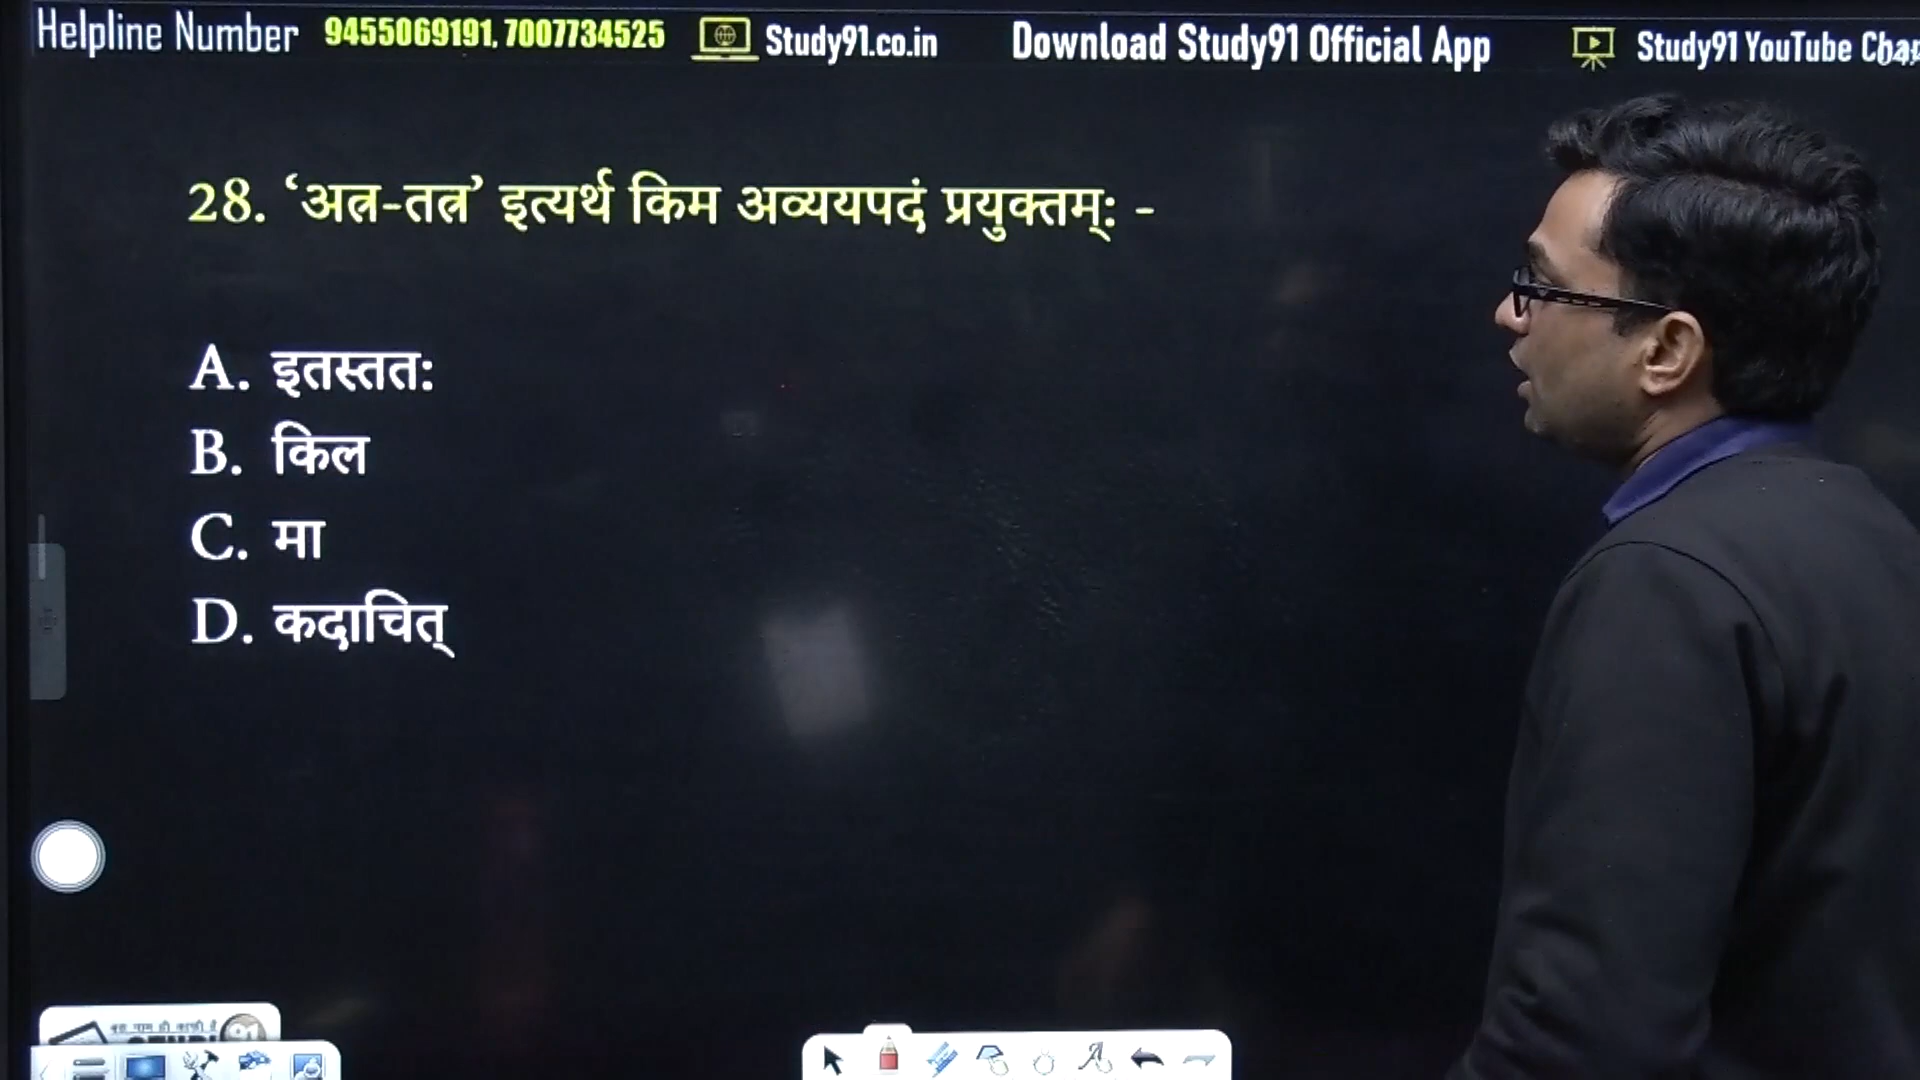 Helpline Number 9455069191, 7007734525 Study91.co.in Download Study91 Official App Study91 YouTube
28. ‘अत्र-तत्र’ इत्यर्थ किम अव्ययपदं प्रयुक्तम्: -
A. इतस्तत:
B. किल
C. मा
D. कदाचित्
91